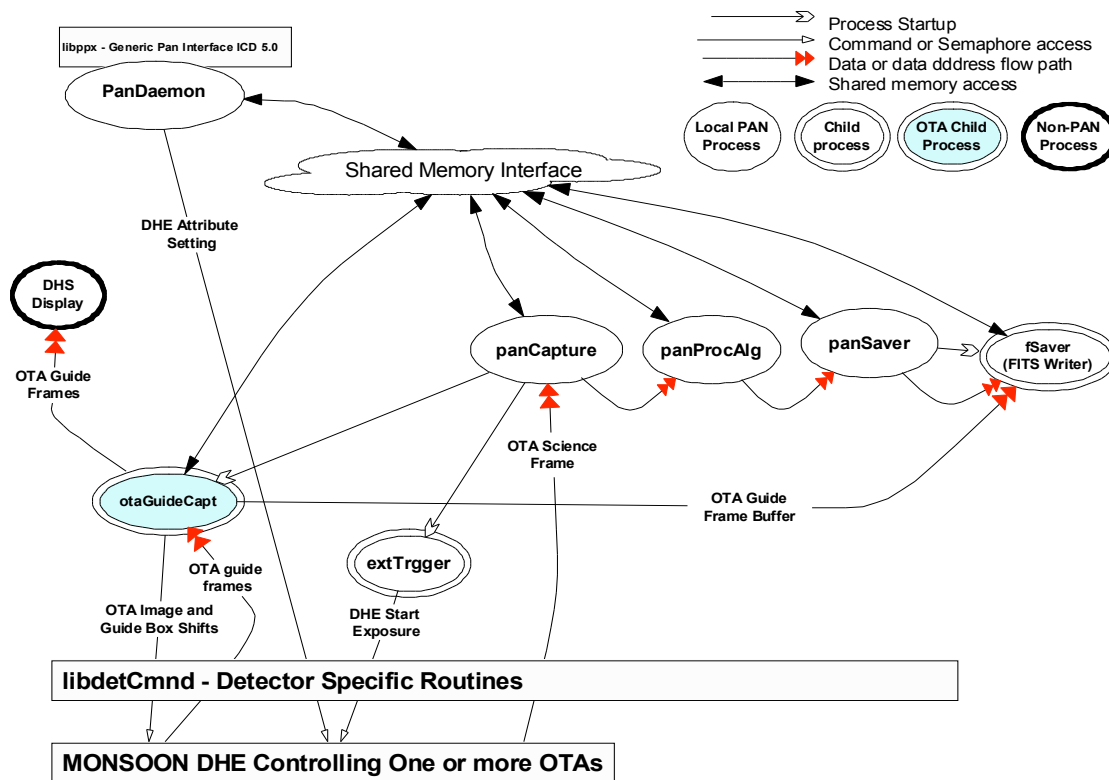 libppx - Generic Pan Interface ICD 5.0
PanDaemon
Process Startup
Command or Semaphore access
Data or data dddress flow path
Shared memory access
Local PAN
Process
Child
process
OTA Child
Process
Non-PAN
Process
Shared Memory Interface
DHE Attribute
Setting
DHS
Display
OTA Guide
Frames
panCapture
panProcAlg
panSaver
fSaver
(FITS Writer)
OTA Science
Frame
otaGuideCapt
OTA Guide
Frame Buffer
extTrgger
OTA guide
frames
OTA Image and
Guide Box Shifts
DHE Start
Exposure
libdetCmnd - Detector Specific Routines
MONSOON DHE Controlling One or more OTAs